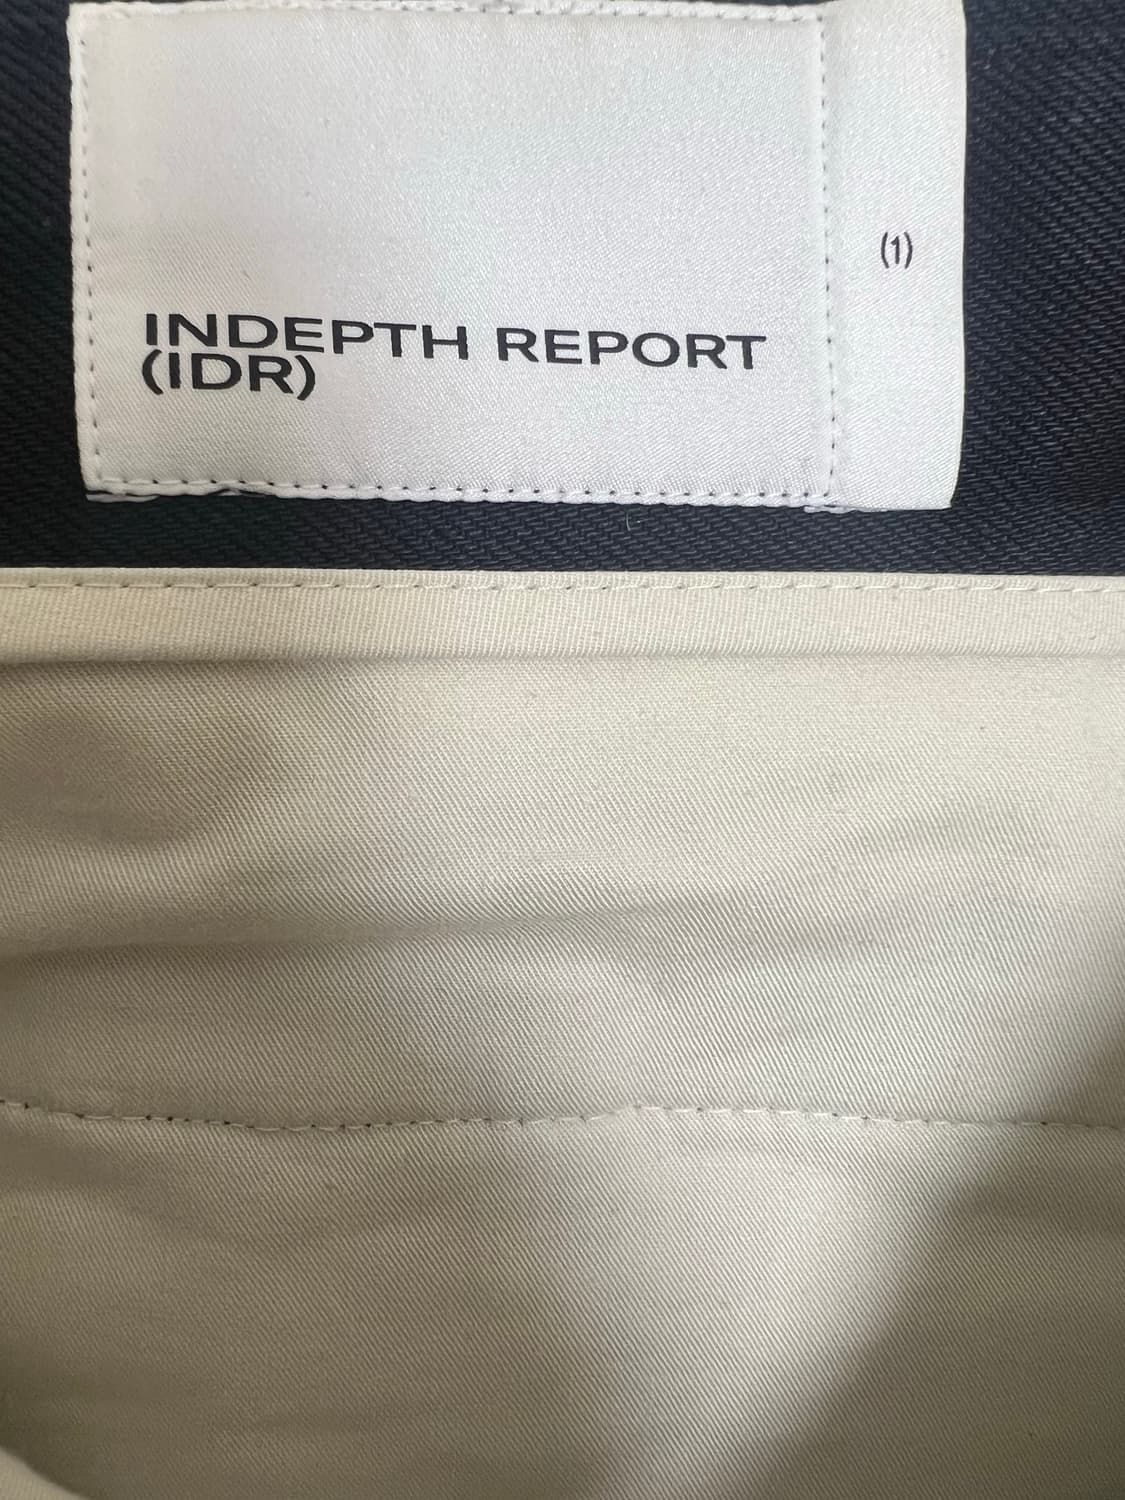 INDEPTH REPORT
(IDR)
(1)